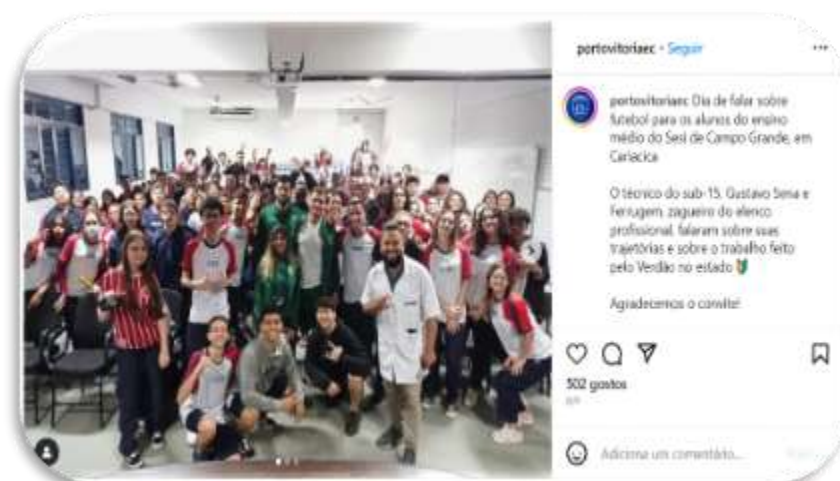 portovitoriaec • Seguir
portovitoriaec Dia de falar sobre
futebol para os alunos do ensino
médio do Sesi de Campo Grande, em
Cariacica
O técnico do sub-15, Gustavo Sena e
Ferrugem, zagueiro do elenco
profissional, falaram sobre suas
trajetórias e sobre o trabalho feito
pelo Verdão no estado
Agradecemos o convite!
502 gostos
Adiciona um comentário...